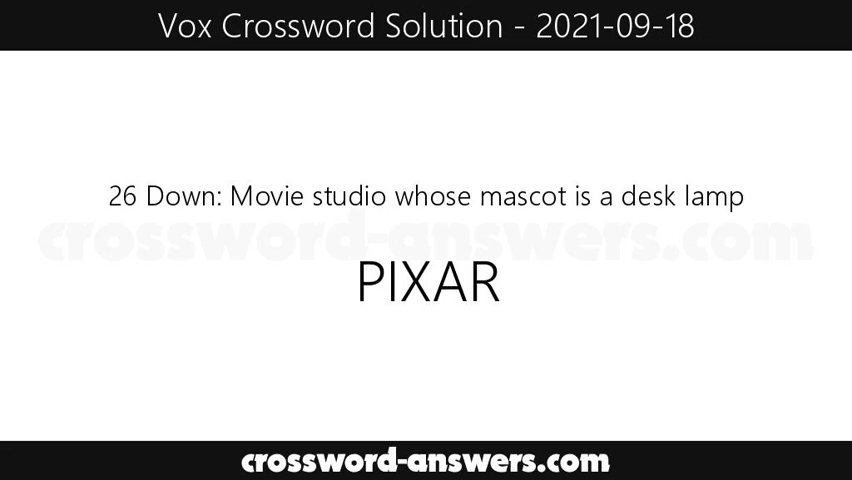 Vox Crossword Solution - 2021-09-18
26 Down: Movie studio whose mascot is a desk lamp
crossword-answers.com
PIXAR
crossword-answers.com